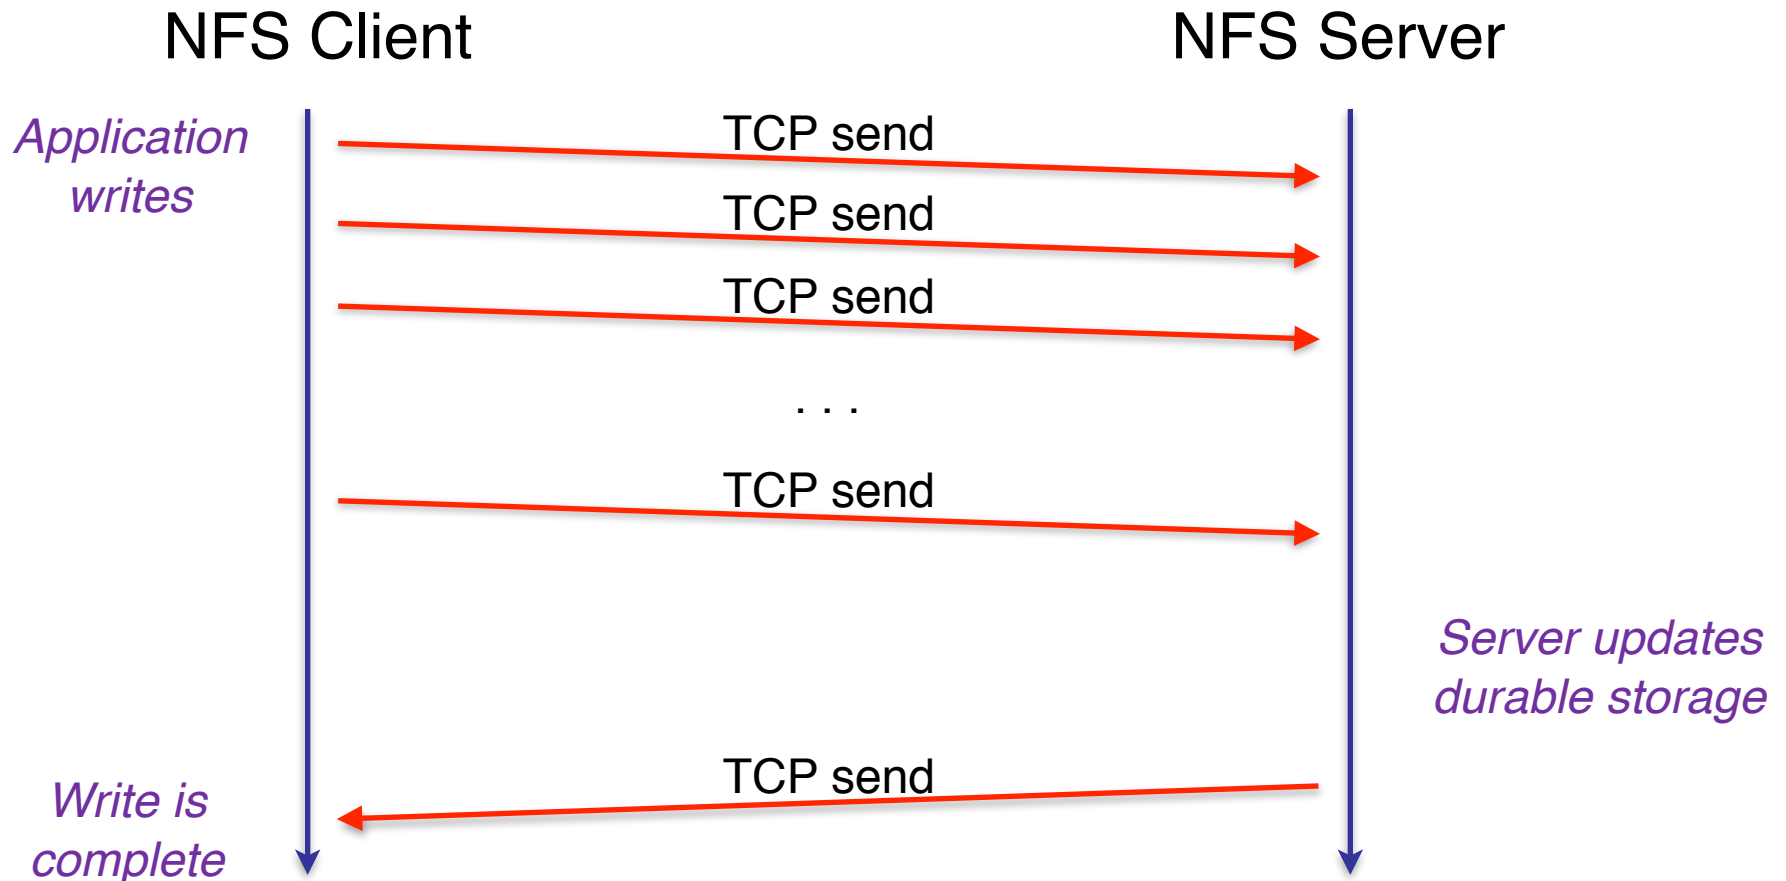 NFS Client
NFS Server
Application
writes
TCP send
TCP send
TCP send
. . .
TCP send
Server updates
durable storage
TCP send
Write is
complete